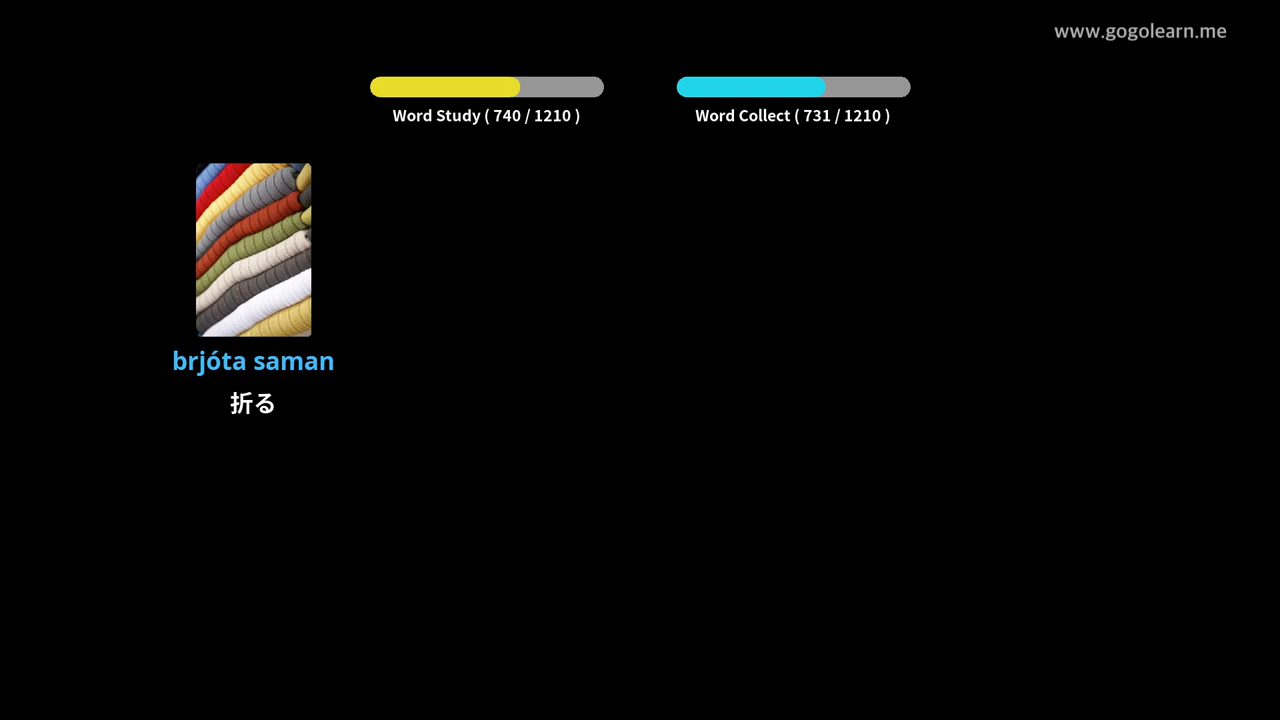 www.gogolearn.me
Word Study ( 740 / 1210 )
Word Collect ( 731 / 1210 )
brjóta saman
折る